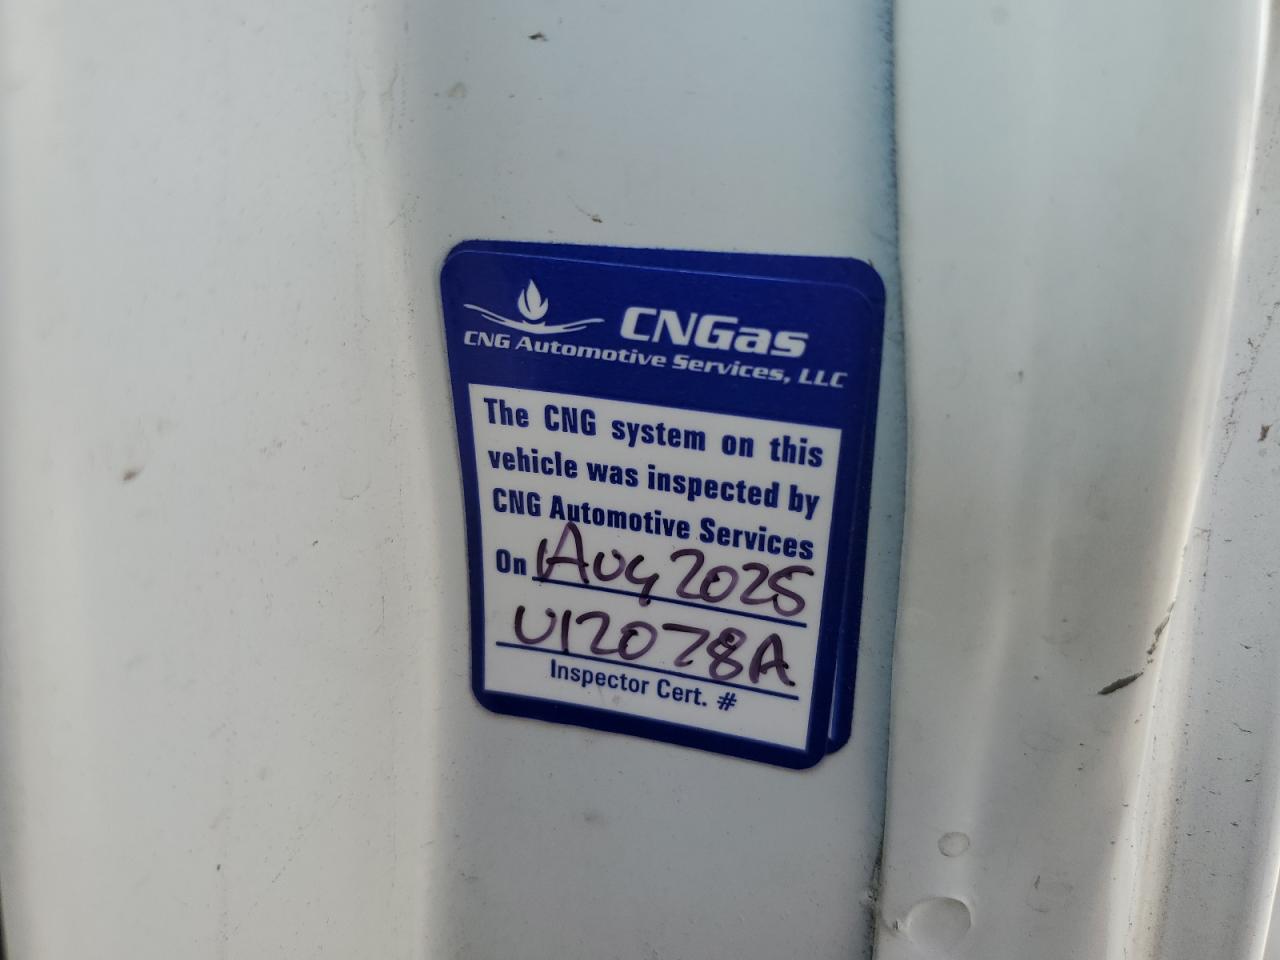 CNGas
CNG Automotive Services, LLC
The CNG system on this
vehicle was inspected by
CNG Automotive Services
On 1Aug 2025
U12078A
Inspector Cert. #